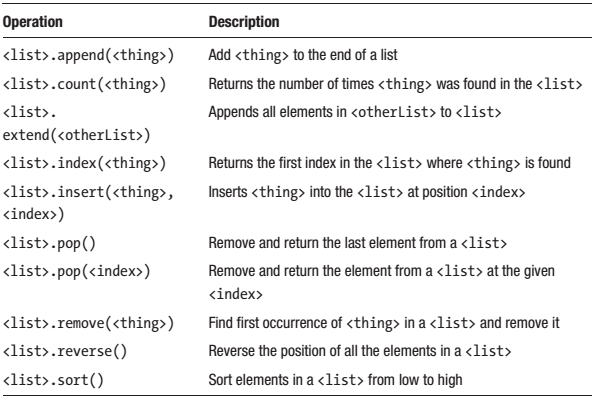 Operation Description
<list>.append(<thing>) Add <thing> to the end of a list
<list>.count(<thing>) Returns the number of times <thing> was found in the <list>
<list>. Appends all elements in <otherList> to <list>
extend(<otherList>)
<list>.index(<thing>) Returns the first index in the <list> where <thing> is found
<list>.insert(<thing>, Inserts <thing> into the <list> at position <index>
<index>)
<list>.pop() Remove and return the last element from a <list>
<list>.pop(<index>) Remove and return the element from a <list> at the given
<index>
<list>.remove(<thing>) Find first occurrence of <thing> in a <list> and remove it
<list>.reverse() Reverse the position of all the elements in a <list>
<list>.sort() Sort elements in a <list> from low to high